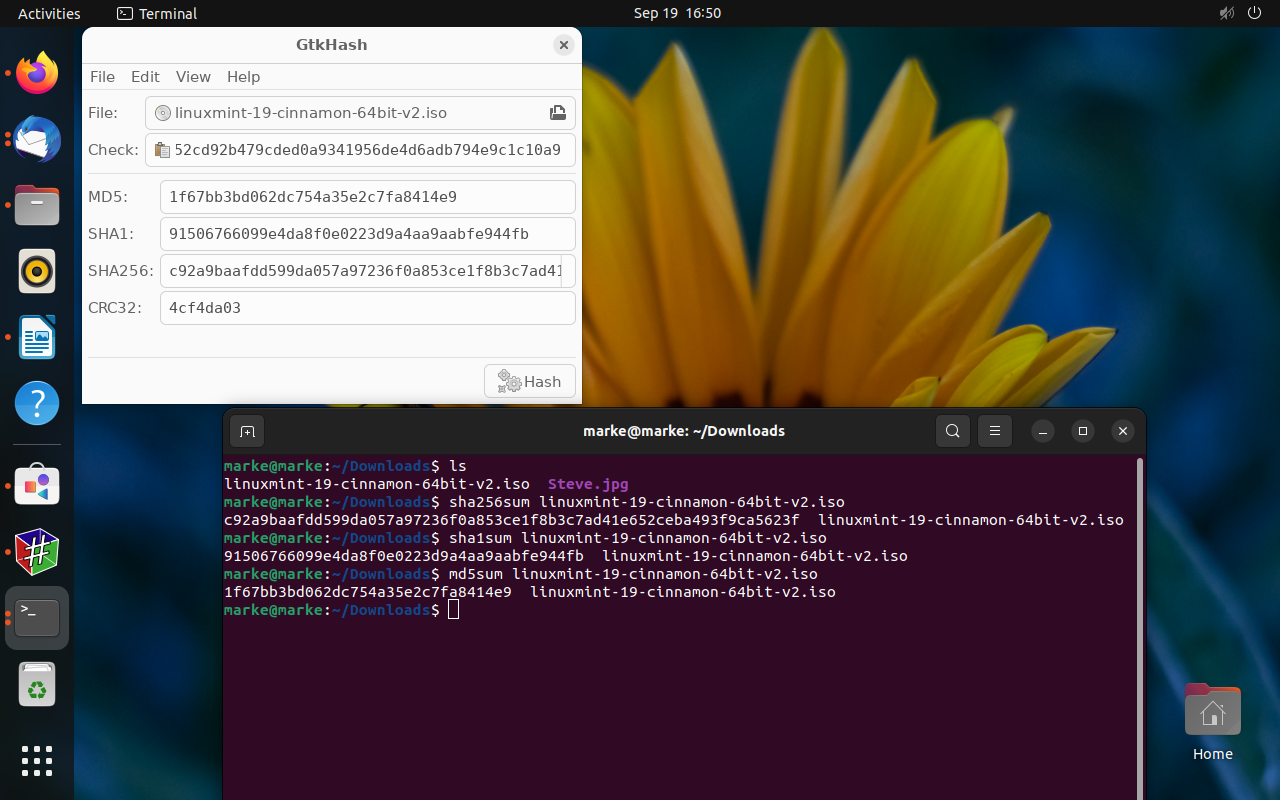 Activities
Terminal
Sep 19 16:50
GtkHash
File Edit View Help
File: linuxmint-19-cinnamon-64bit-v2.iso
Check: 52cd92b479cded0a9341956de4d6adb794e9c1c10a9
MD5: 1f67bb3bd062dc754a35e2c7fa8414e9
SHA1: 91506766099e4da8f0e0223d9a4aa9aabfe944fb
SHA256: c92a9baafdd599da057a97236f0a853ce1f8b3c7ad41
CRC32: 4cf4da03
Hash
marke@marke: ~/Downloads
marke@marke:~/Downloads$ ls
linuxmint-19-cinnamon-64bit-v2.iso Steve.jpg
marke@marke:~/Downloads$ sha256sum linuxmint-19-cinnamon-64bit-v2.iso
c92a9baafdd599da057a97236f0a853ce1f8b3c7ad41e652ceba493f9ca5623f linuxmint-19-cinnamon-64bit-v2.iso
marke@marke:~/Downloads$ sha1sum linuxmint-19-cinnamon-64bit-v2.iso
91506766099e4da8f0e0223d9a4aa9aabfe944fb linuxmint-19-cinnamon-64bit-v2.iso
marke@marke:~/Downloads$ md5sum linuxmint-19-cinnamon-64bit-v2.iso
1f67bb3bd062dc754a35e2c7fa8414e9 linuxmint-19-cinnamon-64bit-v2.iso
marke@marke:~/Downloads$
Home